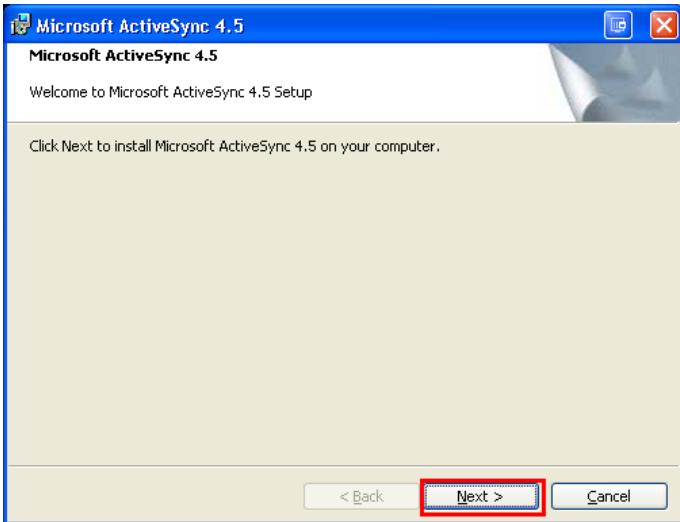 Microsoft ActiveSync 4.5
Microsoft ActiveSync 4.5
Welcome to Microsoft ActiveSync 4.5 Setup
Click Next to install Microsoft ActiveSync 4.5 on your computer.
< Back Next > Cancel